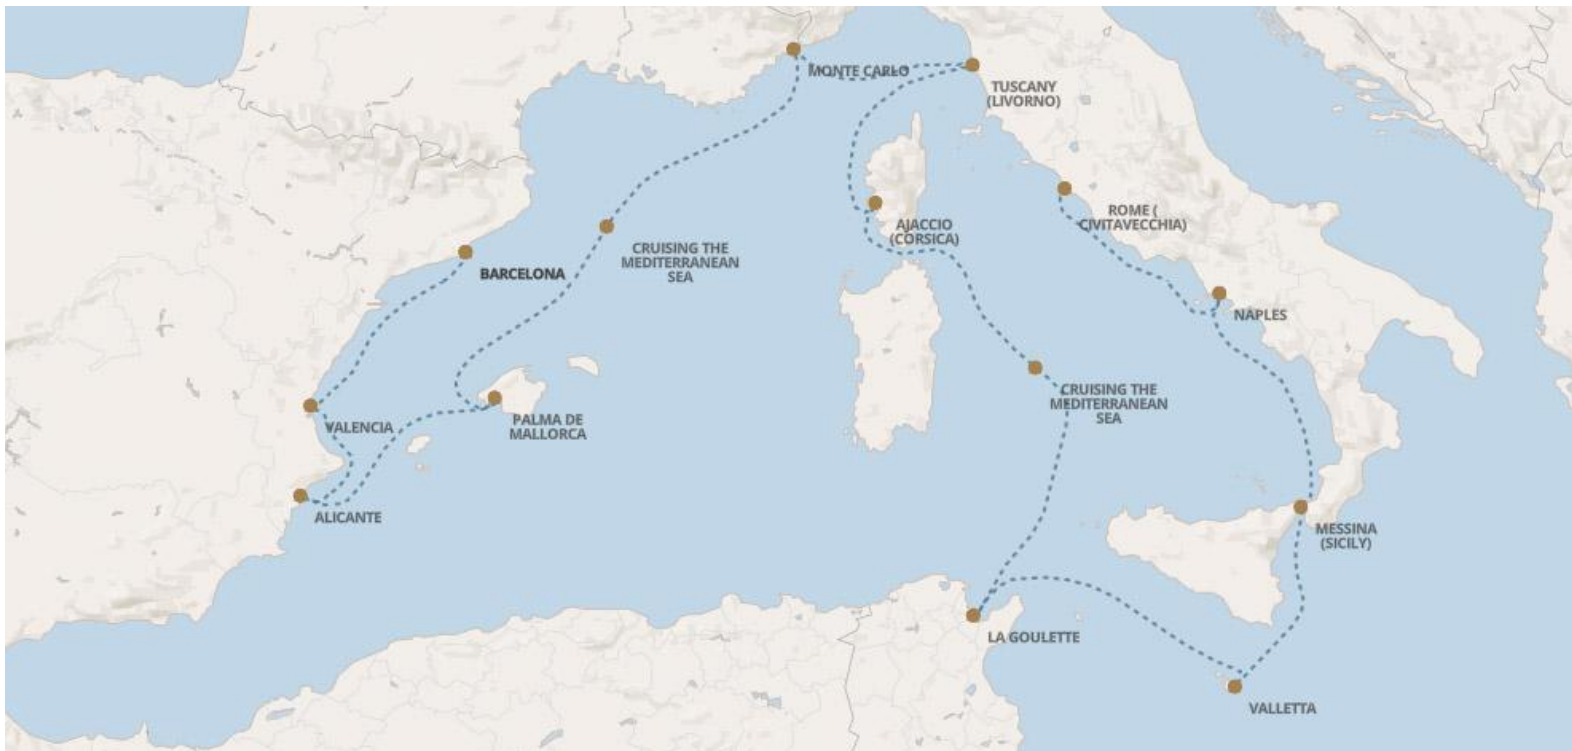 MONTE CARLO
TUSCANY
(LIVORNO)
ROME (
CIVITAVECCHIA)
AJACCIO
(CORSICA)
CRUISING THE
MEDITERRANEAN
SEA
BARCELONA
NAPLES
CRUISING THE
MEDITERRANEAN
SEA
PALMA DE
MALLORCA
VALENCIA
ALICANTE
MESSINA
(SICILY)
LA GOULETTE
VALLETTA